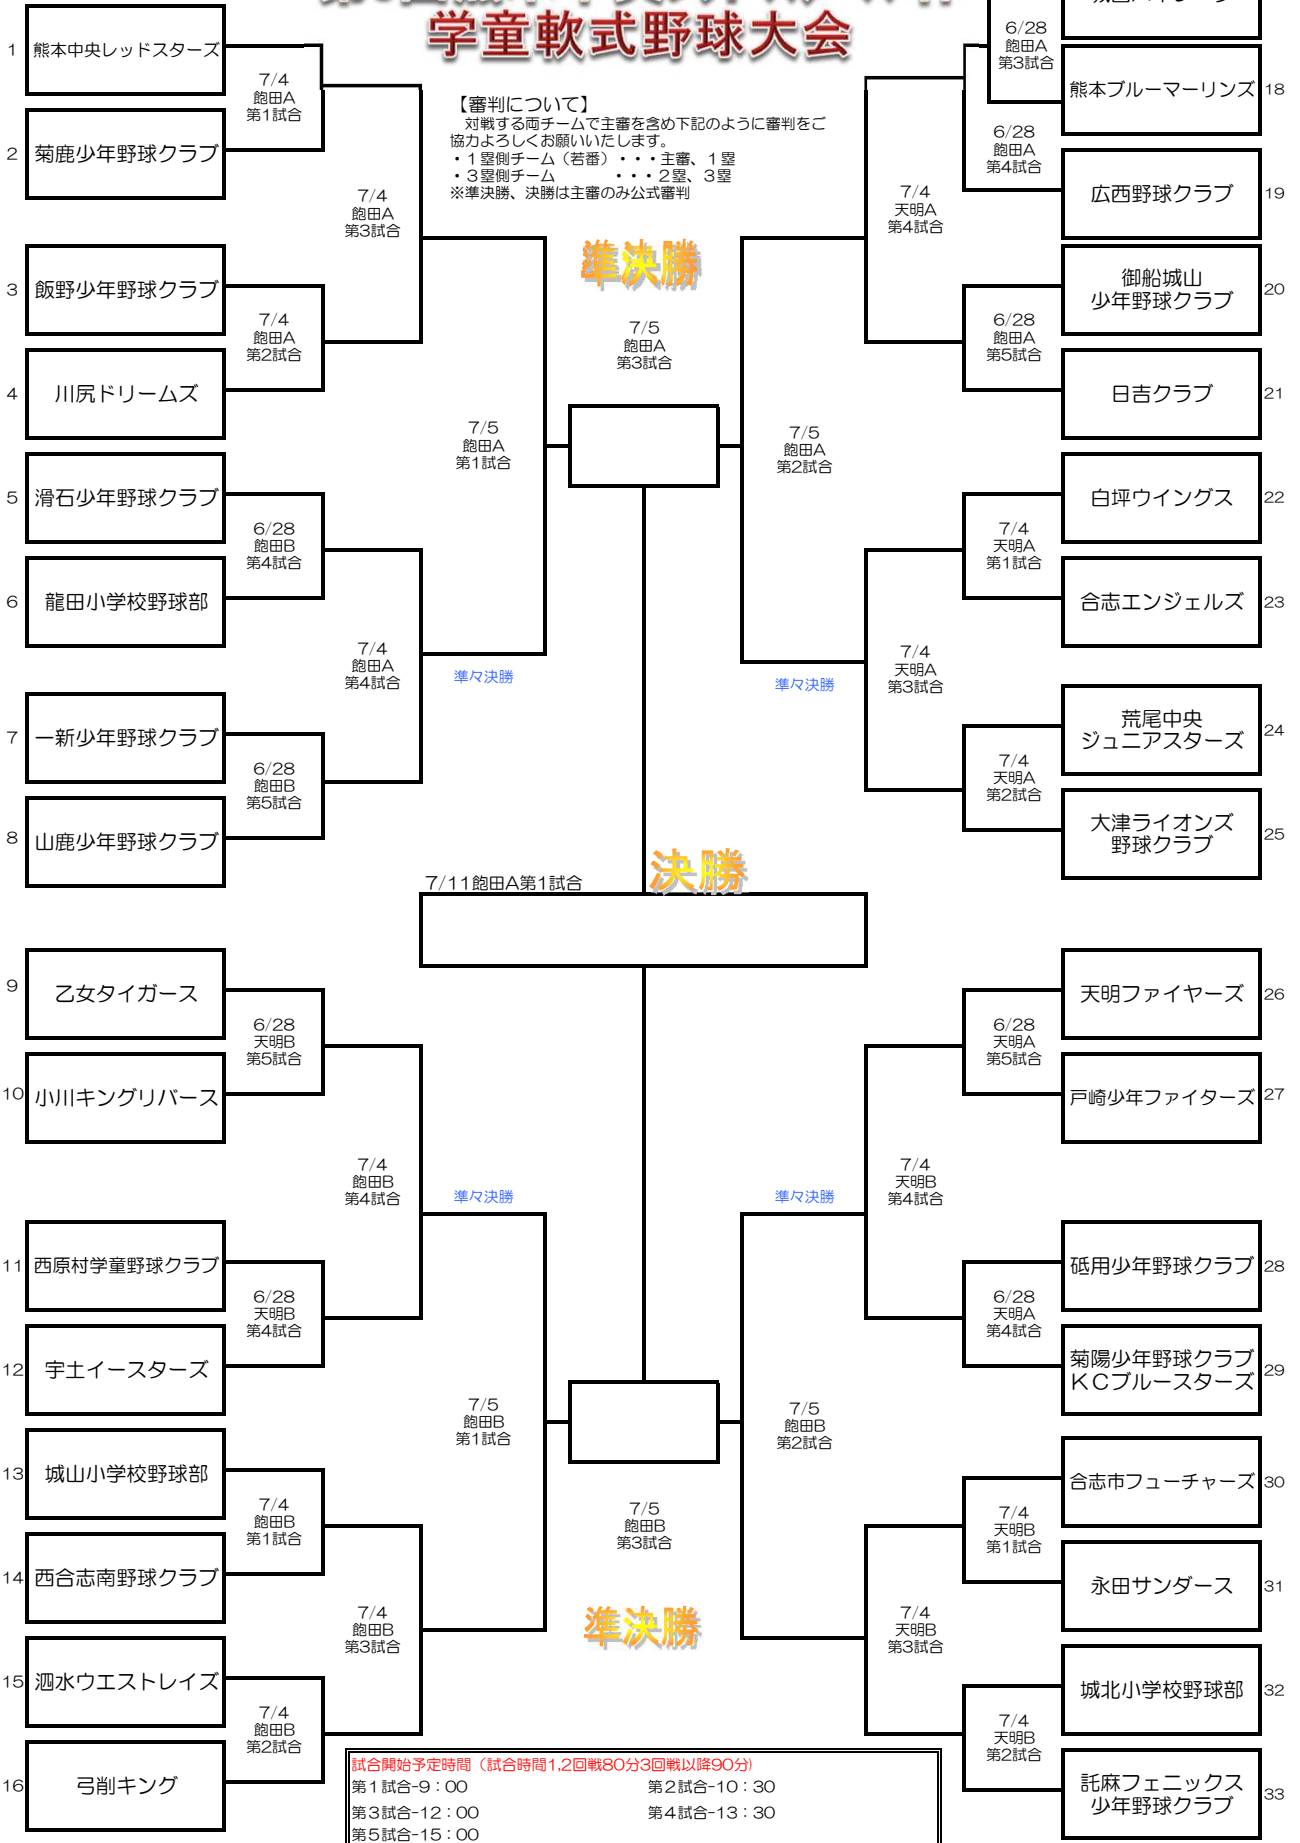 学童軟式野球大会
【審判について】
対戦する両チームで主審を含め下記のように審判をご
協力よろしくお願いいたします。
・1塁側チーム（若番）・・・主審、1塁
・3塁側チーム　　　　・・・2塁、3塁
※準決勝、決勝は主審のみ公式審判
1 熊本中央レッドスターズ
7/4
飽田A
第1試合
2 菊鹿少年野球クラブ
7/4
飽田A
第3試合
3 飯野少年野球クラブ
7/4
飽田A
第2試合
4 川尻ドリームズ
7/5
飽田A
第1試合
5 滑石少年野球クラブ
6/28
飽田B
第4試合
6 龍田小学校野球部
7/4
飽田A
第4試合
準々決勝
7 一新少年野球クラブ
6/28
飽田B
第5試合
8 山鹿少年野球クラブ
準決勝
7/5
飽田A
第3試合
6/28
飽田A
第3試合
熊本ブルーマーリンズ 18
6/28
飽田A
第4試合
広西野球クラブ 19
7/4
天明A
第4試合
御船城山
少年野球クラブ 20
6/28
飽田A
第5試合
日吉クラブ 21
7/5
飽田A
第2試合
白坪ウイングス 22
7/4
天明A
第1試合
合志エンジェルズ 23
7/4
天明A
第3試合
準々決勝
荒尾中央
ジュニアスターズ 24
7/4
天明A
第2試合
大津ライオンズ
野球クラブ 25
決勝
7/11飽田A第1試合
9 乙女タイガース
6/28
天明B
第5試合
10 小川キングリバース
7/4
飽田B
第4試合
準々決勝
11 西原村学童野球クラブ
6/28
天明B
第4試合
12 宇土イースターズ
7/5
飽田B
第1試合
13 城山小学校野球部
7/4
飽田B
第1試合
14 西合志南野球クラブ
7/4
飽田B
第3試合
15 泗水ウエストレイズ
7/4
飽田B
第2試合
16 弓削キング
7/5
飽田B
第3試合
準決勝
天明ファイヤーズ 26
6/28
天明A
第5試合
戸崎少年ファイターズ 27
7/4
天明B
第4試合
準々決勝
砥用少年野球クラブ 28
6/28
天明A
第4試合
菊陽少年野球クラブ
KCブルースターズ 29
7/5
飽田B
第2試合
合志市フューチャーズ 30
7/4
天明B
第1試合
永田サンダース 31
7/4
天明B
第3試合
城北小学校野球部 32
7/4
天明B
第2試合
託麻フェニックス
少年野球クラブ 33
試合開始予定時間（試合時間1,2回戦80分3回戦以降90分）
第1試合-9：00　第2試合-10：30
第3試合-12：00　第4試合-13：30
第5試合-15：00